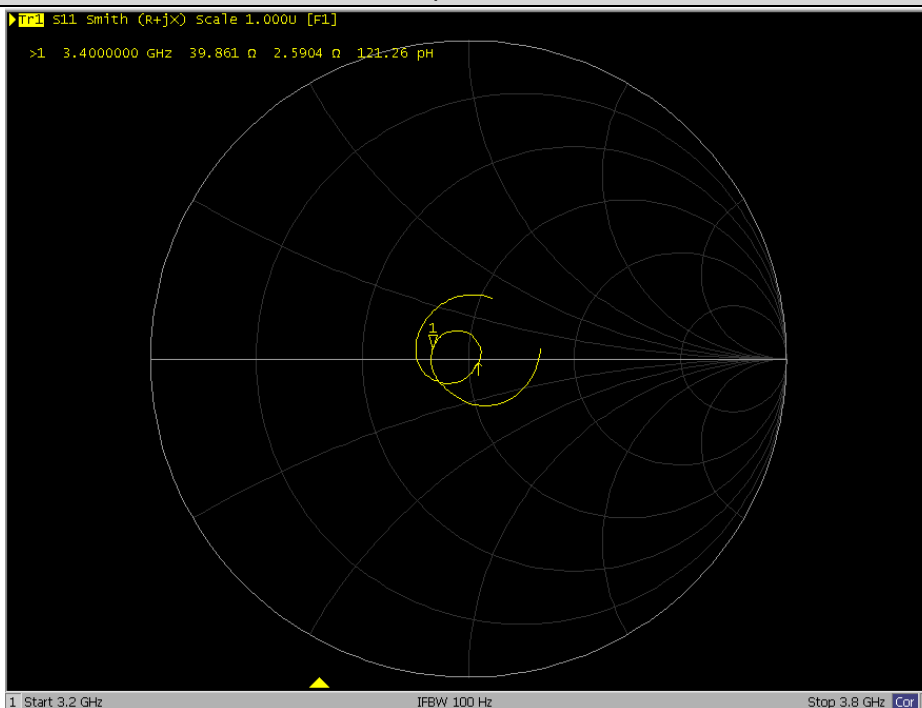 Tr1 S11 Smith (R+jX) Scale 1.000U [F1]
>1 3.4000000 GHz 39.861 Ω 2.5904 Ω 121.26 pH
1
1 Start 3.2 GHz IFBW 100 Hz Stop 3.8 GHz Cor